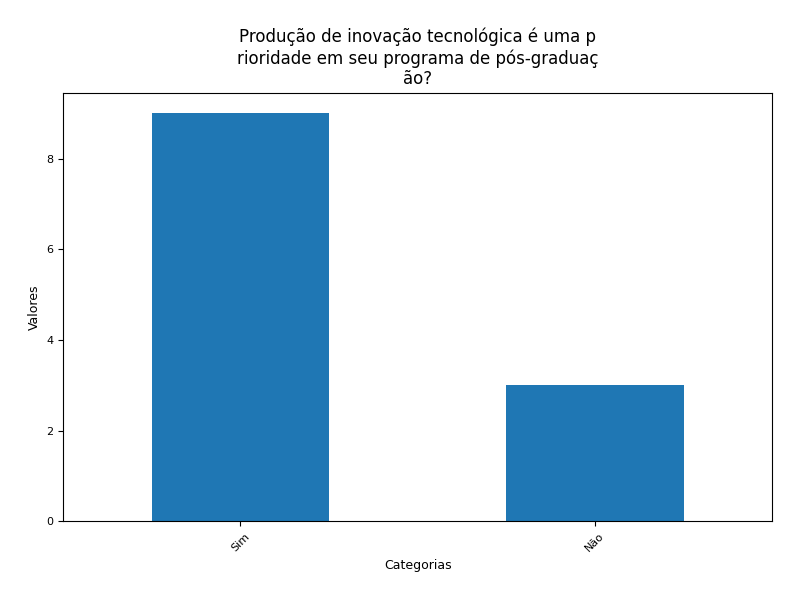 Produção de inovação tecnológica é uma p
rioridade em seu programa de pós-graduaç
ão?
8
6
4
2
0
Valores
Sim
Não
Categorias